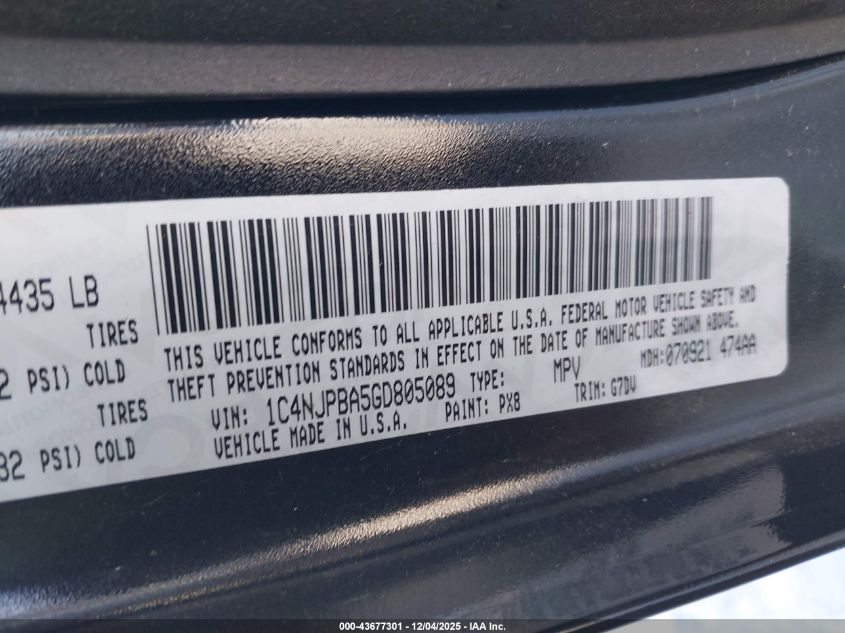 4435 LB
TIRES
2 PSI) COLD
TIRES
32 PSI) COLD
THIS VEHICLE CONFORMS TO ALL APPLICABLE U.S.A. FEDERAL MOTOR VEHICLE SAFETY AND
THEFT PREVENTION STANDARDS IN EFFECT ON THE DATE OF MANUFACTURE SHOWN ABOVE.
VIN: 1C4NJPBA5GD805089 TYPE: MPV MDH:070921 474AA
VEHICLE MADE IN U.S.A. PAINT: PX8 TRIM: G7DV
000-43677301 - 12/04/2025 - IAA Inc.